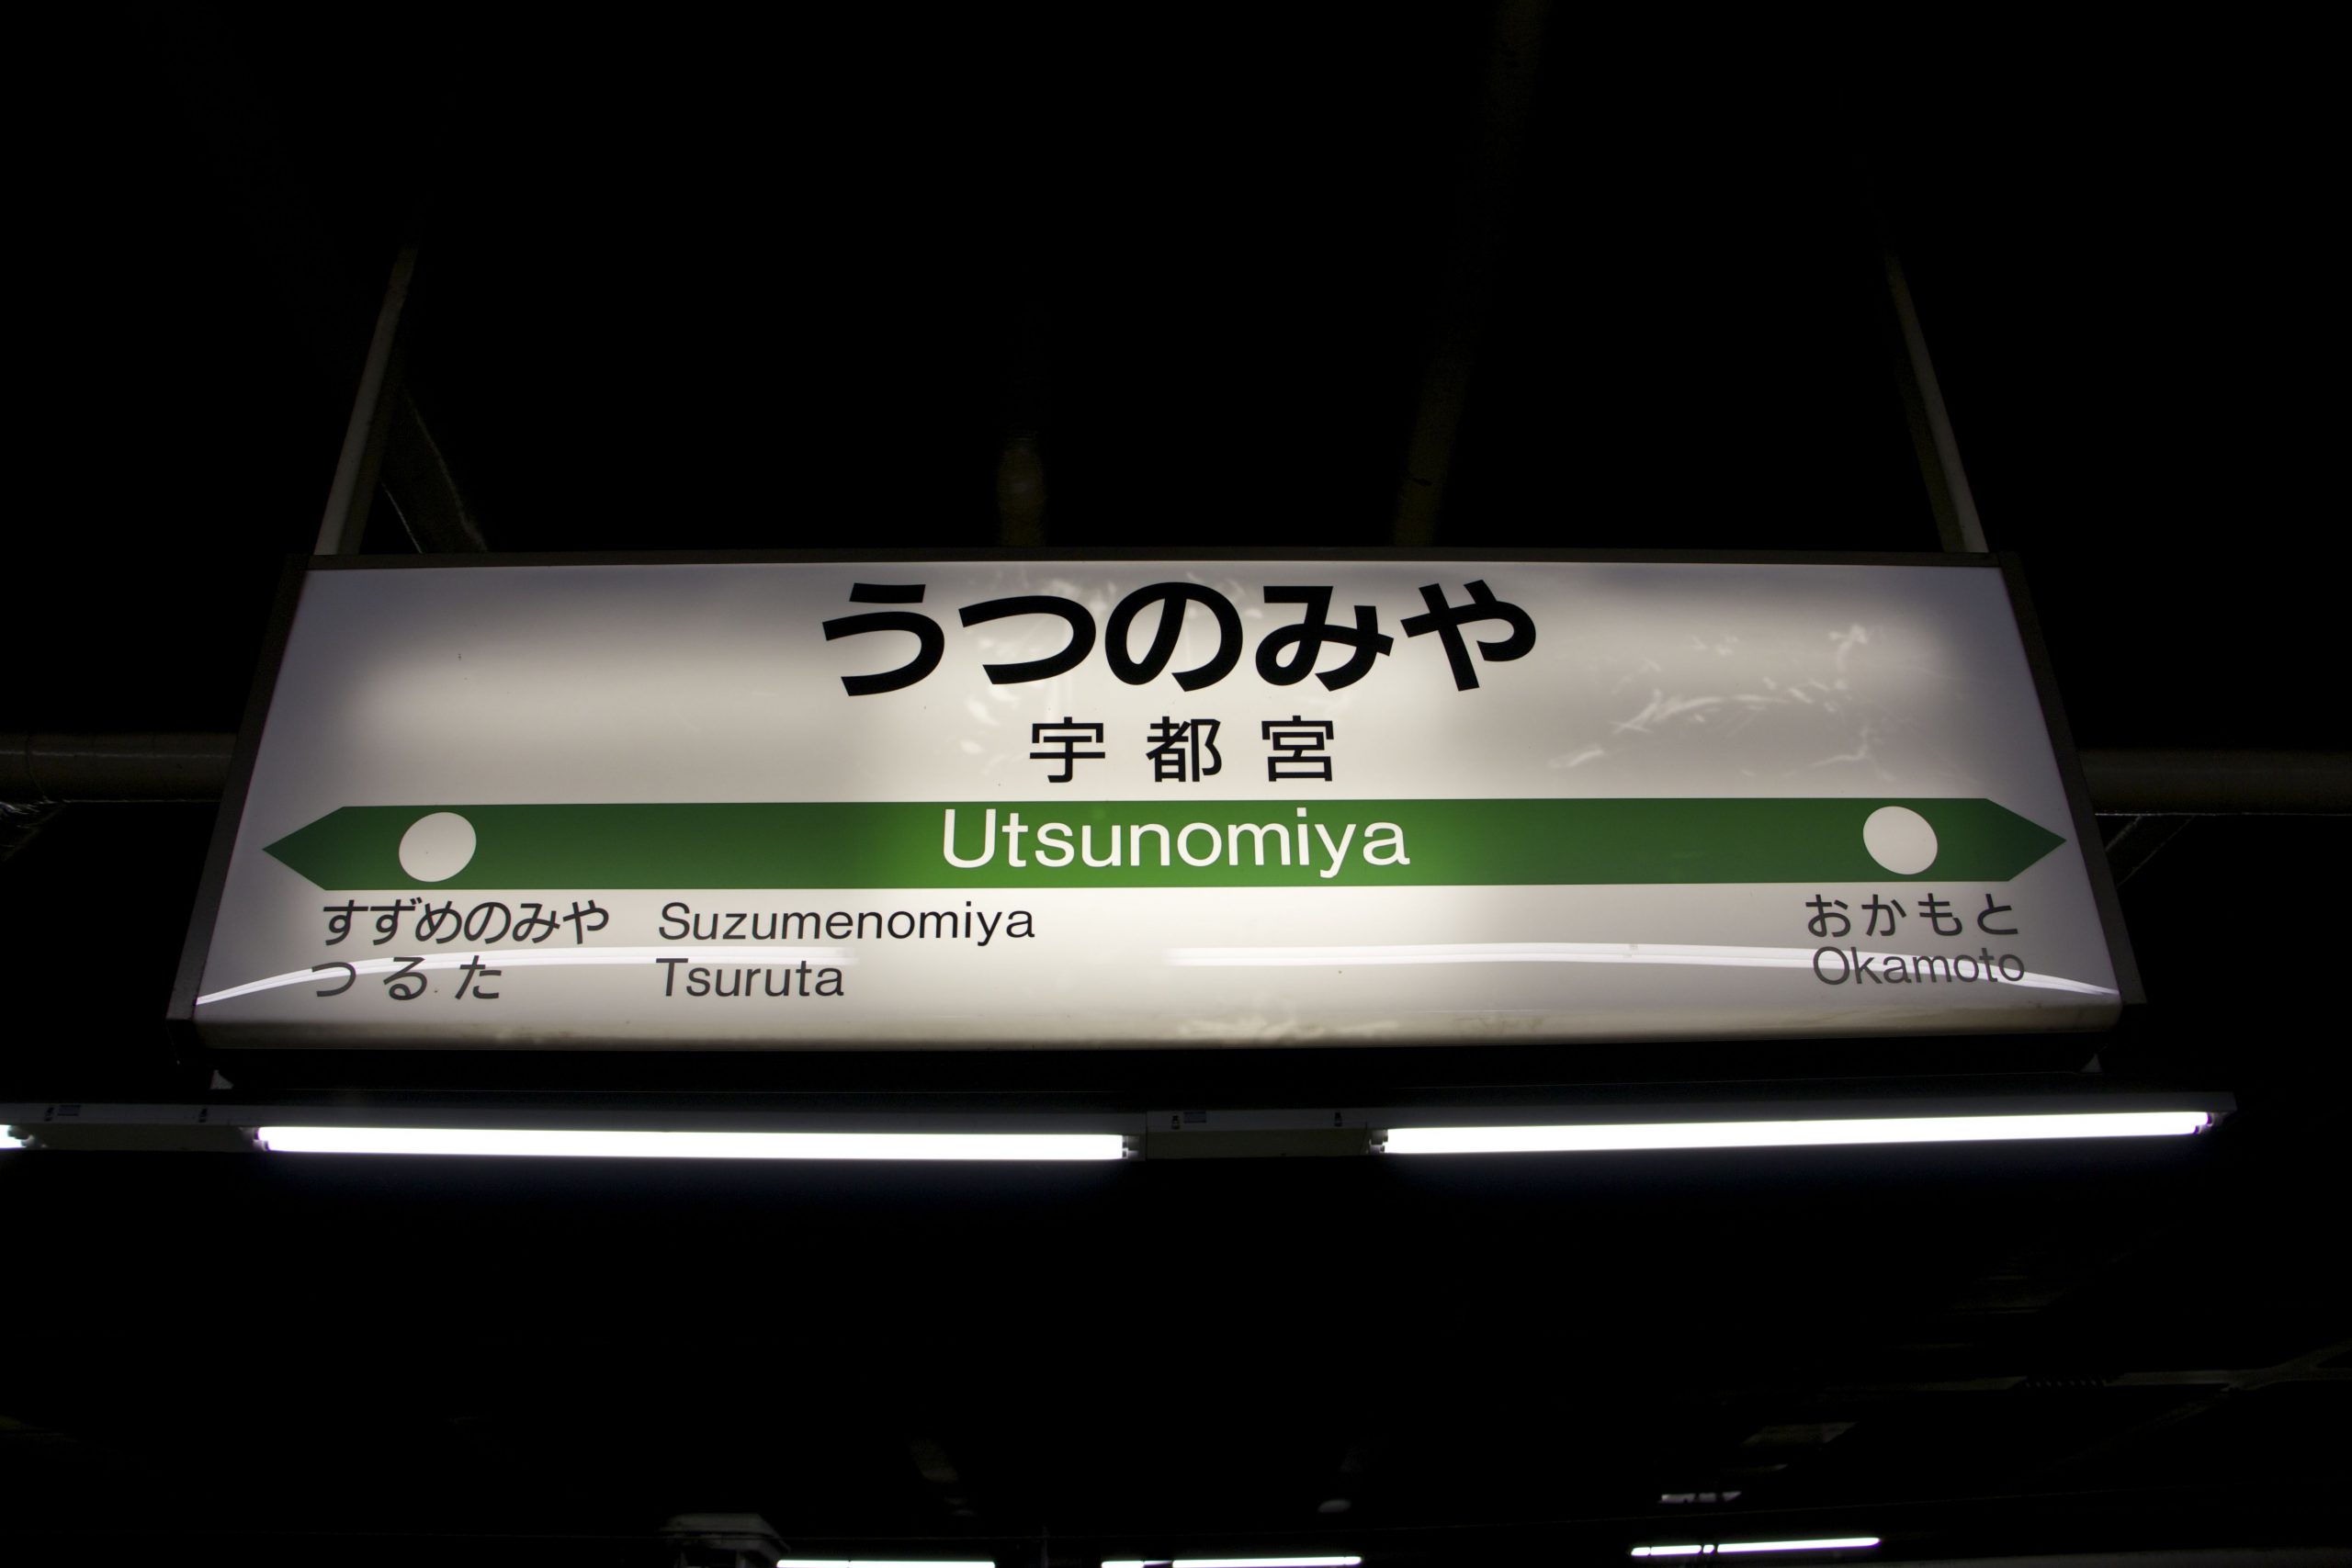 うつのみや
宇都宮
Utsunomiya
すずめのみや Suzumenomiya
つるた Tsuruta
おかもと
Okamoto